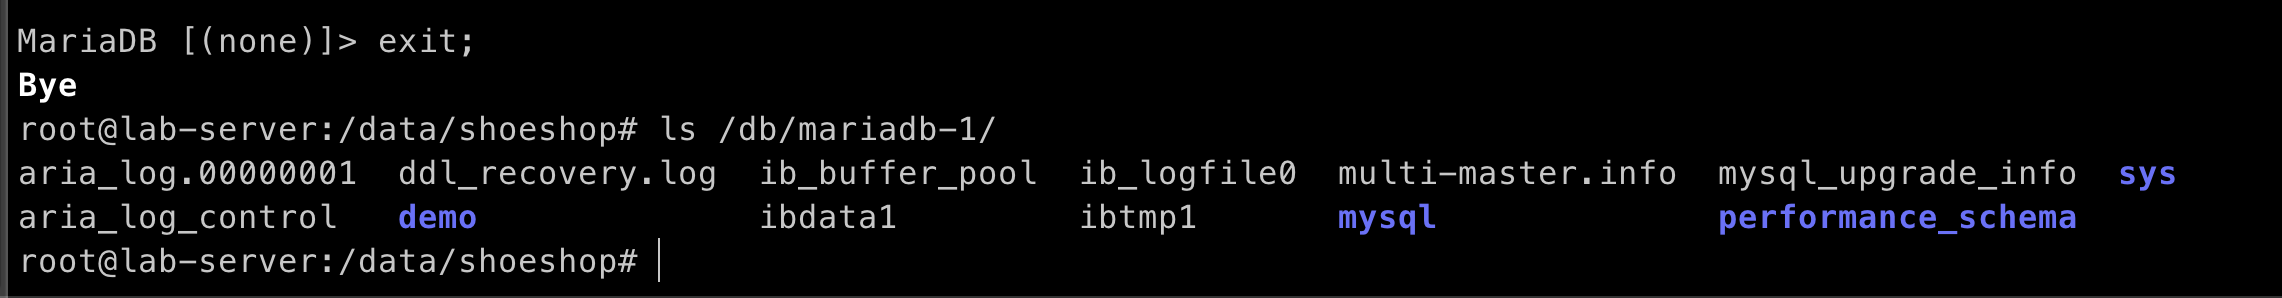 MariaDB [(none)]> exit;
Bye
root@lab-server:/data/shoeshop# ls /db/mariadb-1/
aria_log.00000001  ddl_recovery.log  ib_buffer_pool  ib_logfile0  multi-master.info  mysql_upgrade_info  sys
aria_log_control   demo              ibdata1         ibtmp1       mysql              performance_schema
root@lab-server:/data/shoeshop#